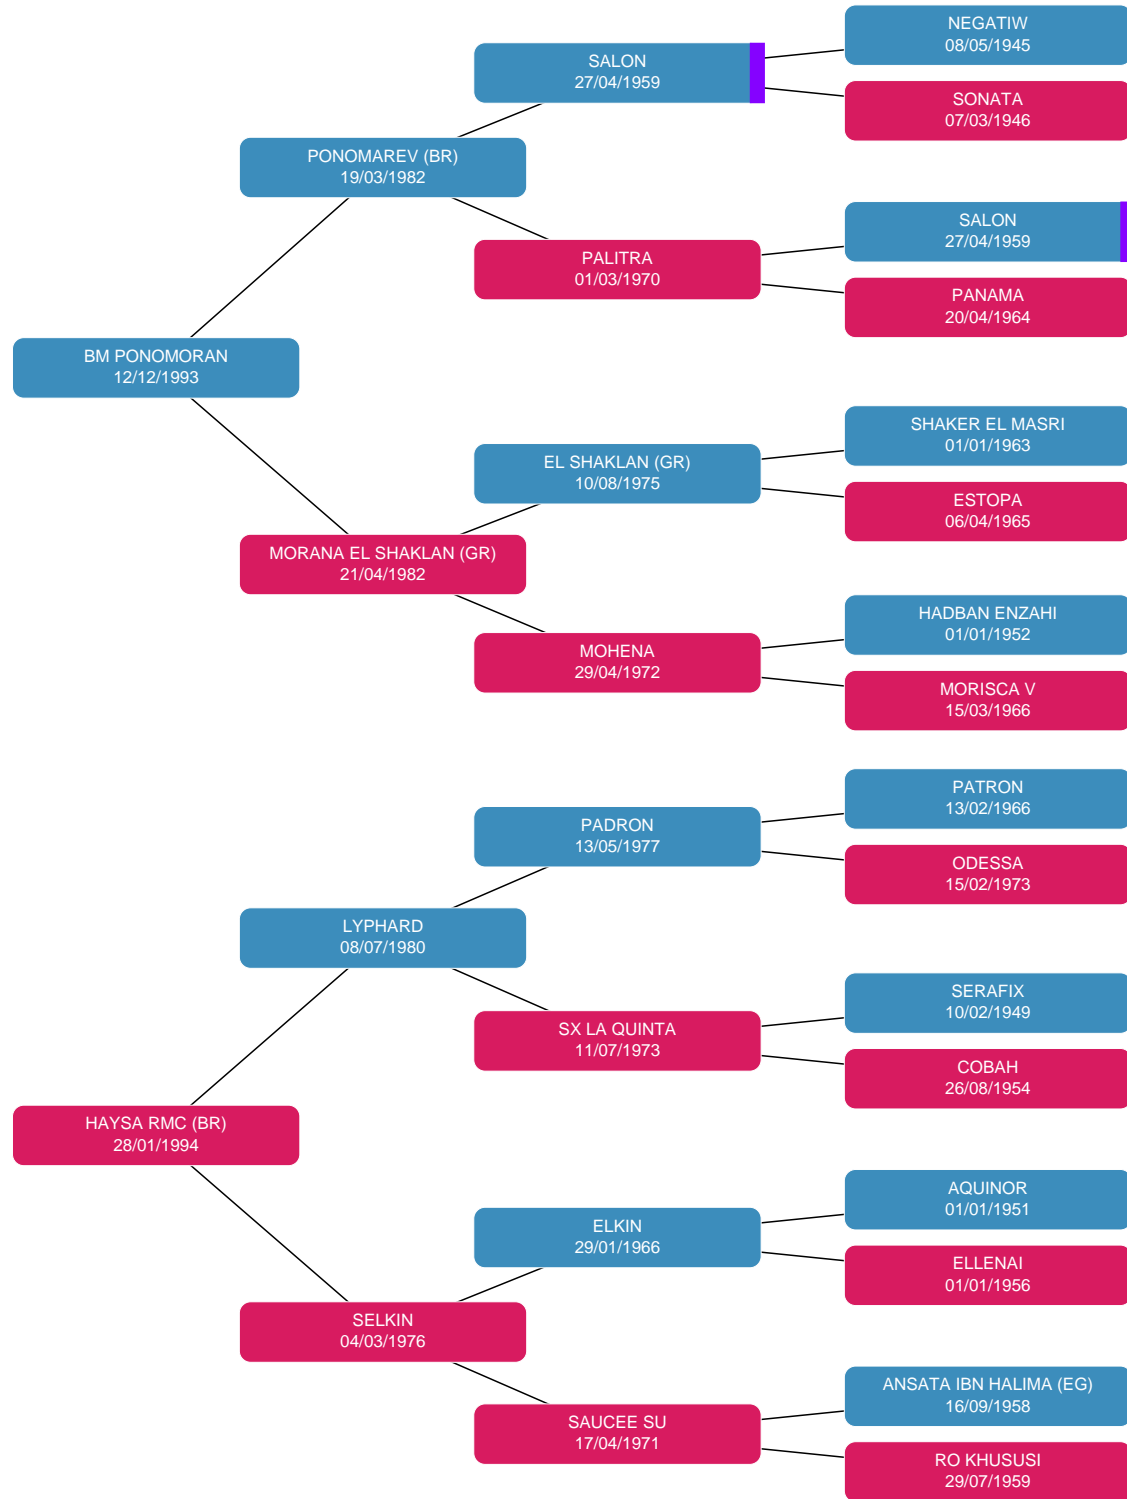 NEGATIW
08/05/1945
SALON
27/04/1959
SONATA
07/03/1946
PONOMAREV (BR)
19/03/1982
SALON
27/04/1959
PALITRA
01/03/1970
PANAMA
20/04/1964
BM PONOMORAN
12/12/1993
SHAKER EL MASRI
01/01/1963
EL SHAKLAN (GR)
10/08/1975
ESTOPA
06/04/1965
MORANA EL SHAKLAN (GR)
21/04/1982
HADBAN ENZAHI
01/01/1952
MOHENA
29/04/1972
MORISCA V
15/03/1966
PATRON
13/02/1966
PADRON
13/05/1977
ODESSA
15/02/1973
LYPHARD
08/07/1980
SERAFIX
10/02/1949
SX LA QUINTA
11/07/1973
COBAH
26/08/1954
HAYSA RMC (BR)
28/01/1994
AQUINOR
01/01/1951
ELKIN
29/01/1966
ELLENAI
01/01/1956
SELKIN
04/03/1976
ANSATA IBN HALIMA (EG)
16/09/1958
SAUCEE SU
17/04/1971
RO KHUSUSI
29/07/1959